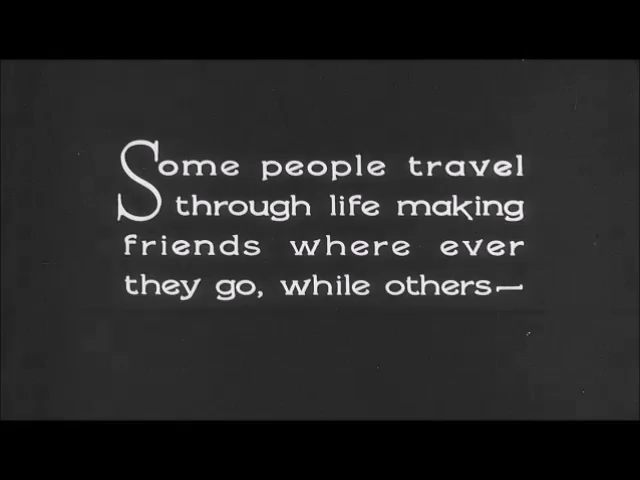 Some people travel
through life making
friends where ever
they go, while others—